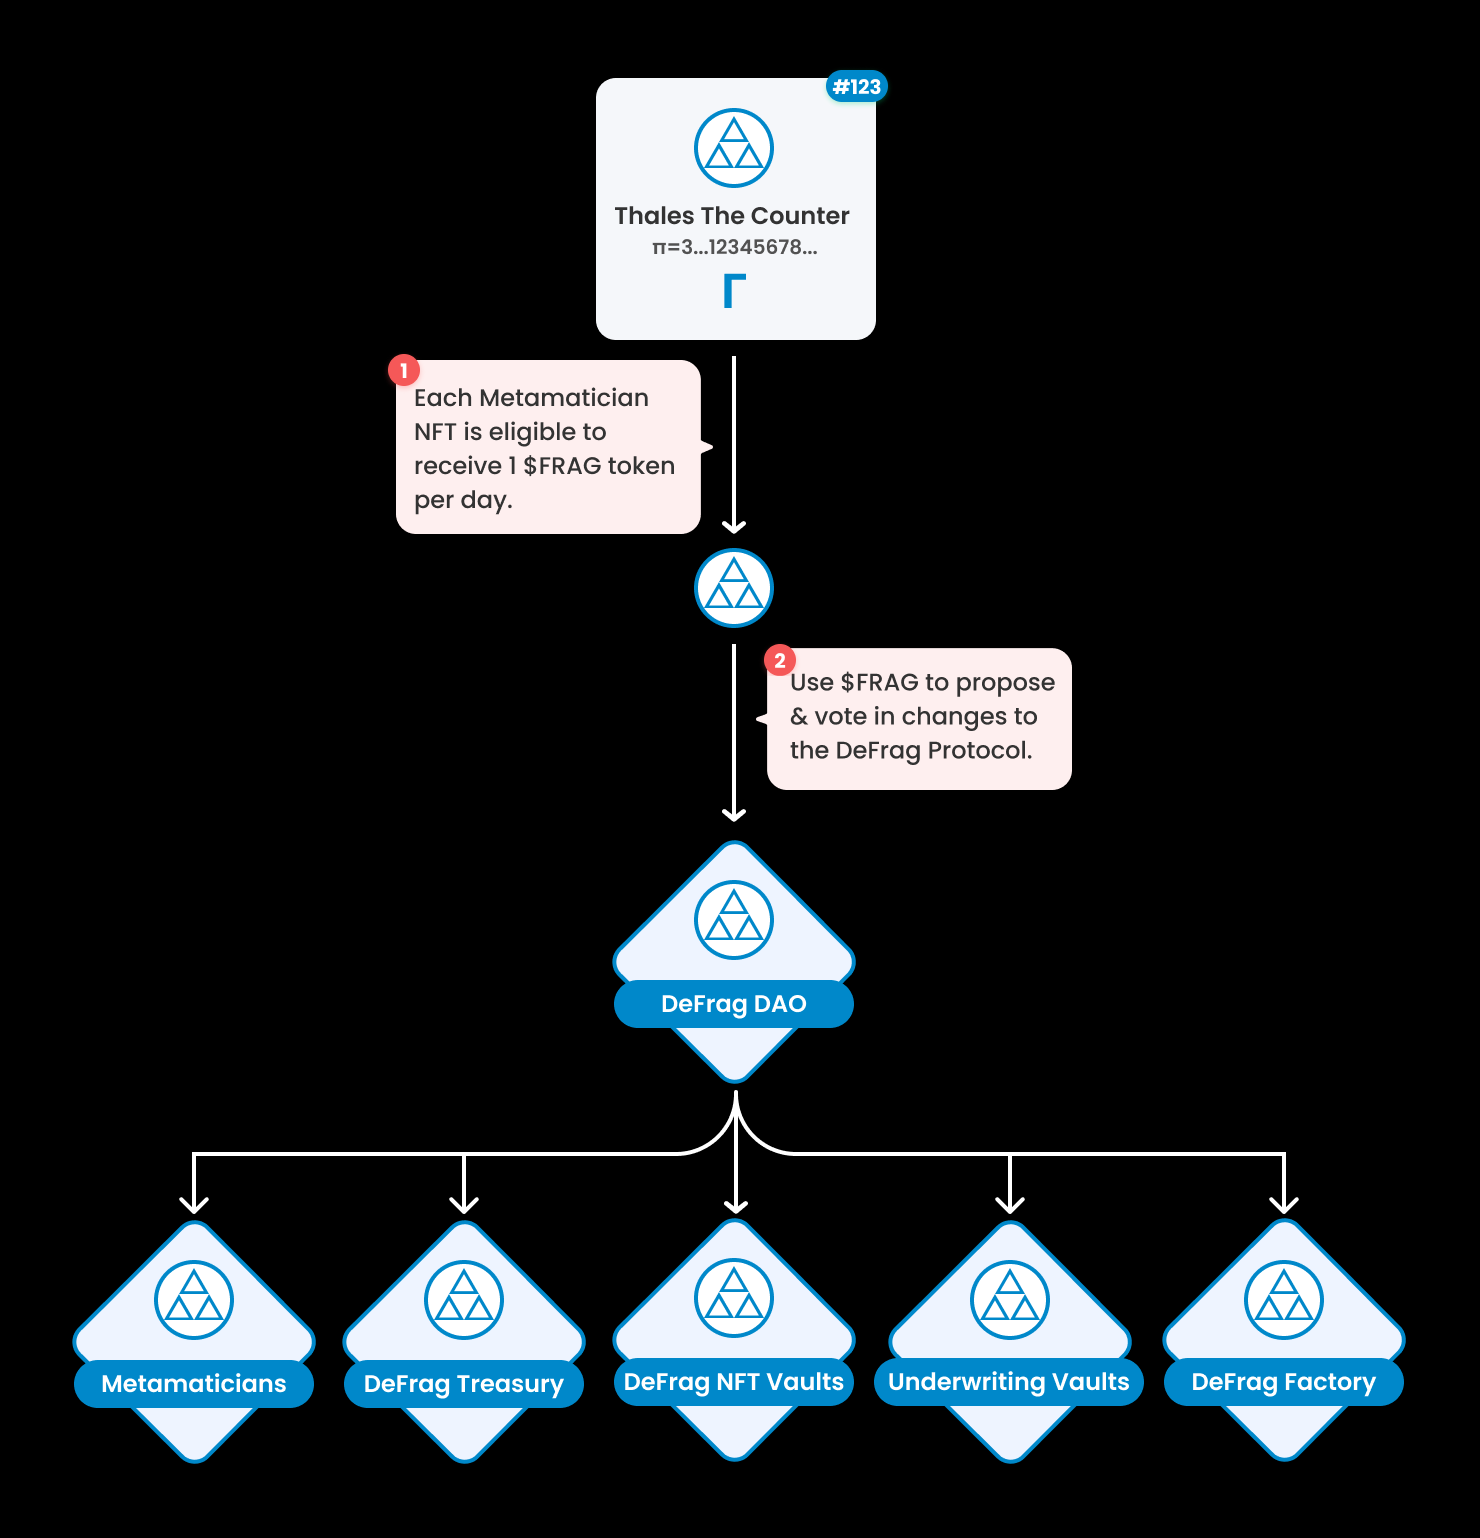 #123
Thales The Counter
π=3...12345678...
Γ
1
Each Metamatician
NFT is eligible to
receive 1 $FRAG token
per day.
2
Use $FRAG to propose
& vote in changes to
the DeFrag Protocol.
DeFrag DAO
Metamaticians
DeFrag Treasury
DeFrag NFT Vaults
Underwriting Vaults
DeFrag Factory